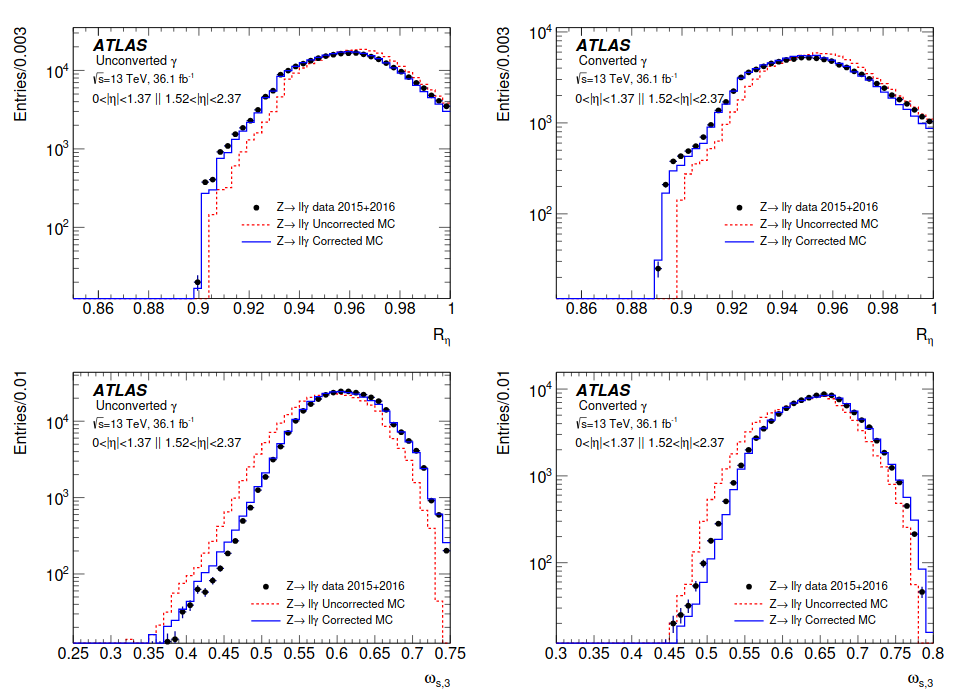 Entries/0.003
10⁴
10³
10²
ATLAS
Unconverted γ
√s=13 TeV, 36.1 fb⁻¹
0<|η|<1.37 || 1.52<|η|<2.37
Z→ llγ data 2015+2016
Z→ llγ Uncorrected MC
Z→ llγ Corrected MC
0.86 0.88 0.9 0.92 0.94 0.96 0.98 1
R_η
Entries/0.003
10⁴
10³
10²
ATLAS
Converted γ
√s=13 TeV, 36.1 fb⁻¹
0<|η|<1.37 || 1.52<|η|<2.37
Z→ llγ data 2015+2016
Z→ llγ Uncorrected MC
Z→ llγ Corrected MC
0.86 0.88 0.9 0.92 0.94 0.96 0.98 1
R_η
Entries/0.01
10⁴
10³
10²
ATLAS
Unconverted γ
√s=13 TeV, 36.1 fb⁻¹
0<|η|<1.37 || 1.52<|η|<2.37
Z→ llγ data 2015+2016
Z→ llγ Uncorrected MC
Z→ llγ Corrected MC
0.25 0.3 0.35 0.4 0.45 0.5 0.55 0.6 0.65 0.7 0.75
ω_s,3
Entries/0.01
10⁴
10³
10²
ATLAS
Converted γ
√s=13 TeV, 36.1 fb⁻¹
0<|η|<1.37 || 1.52<|η|<2.37
Z→ llγ data 2015+2016
Z→ llγ Uncorrected MC
Z→ llγ Corrected MC
0.3 0.35 0.4 0.45 0.5 0.55 0.6 0.65 0.7 0.75 0.8
ω_s,3